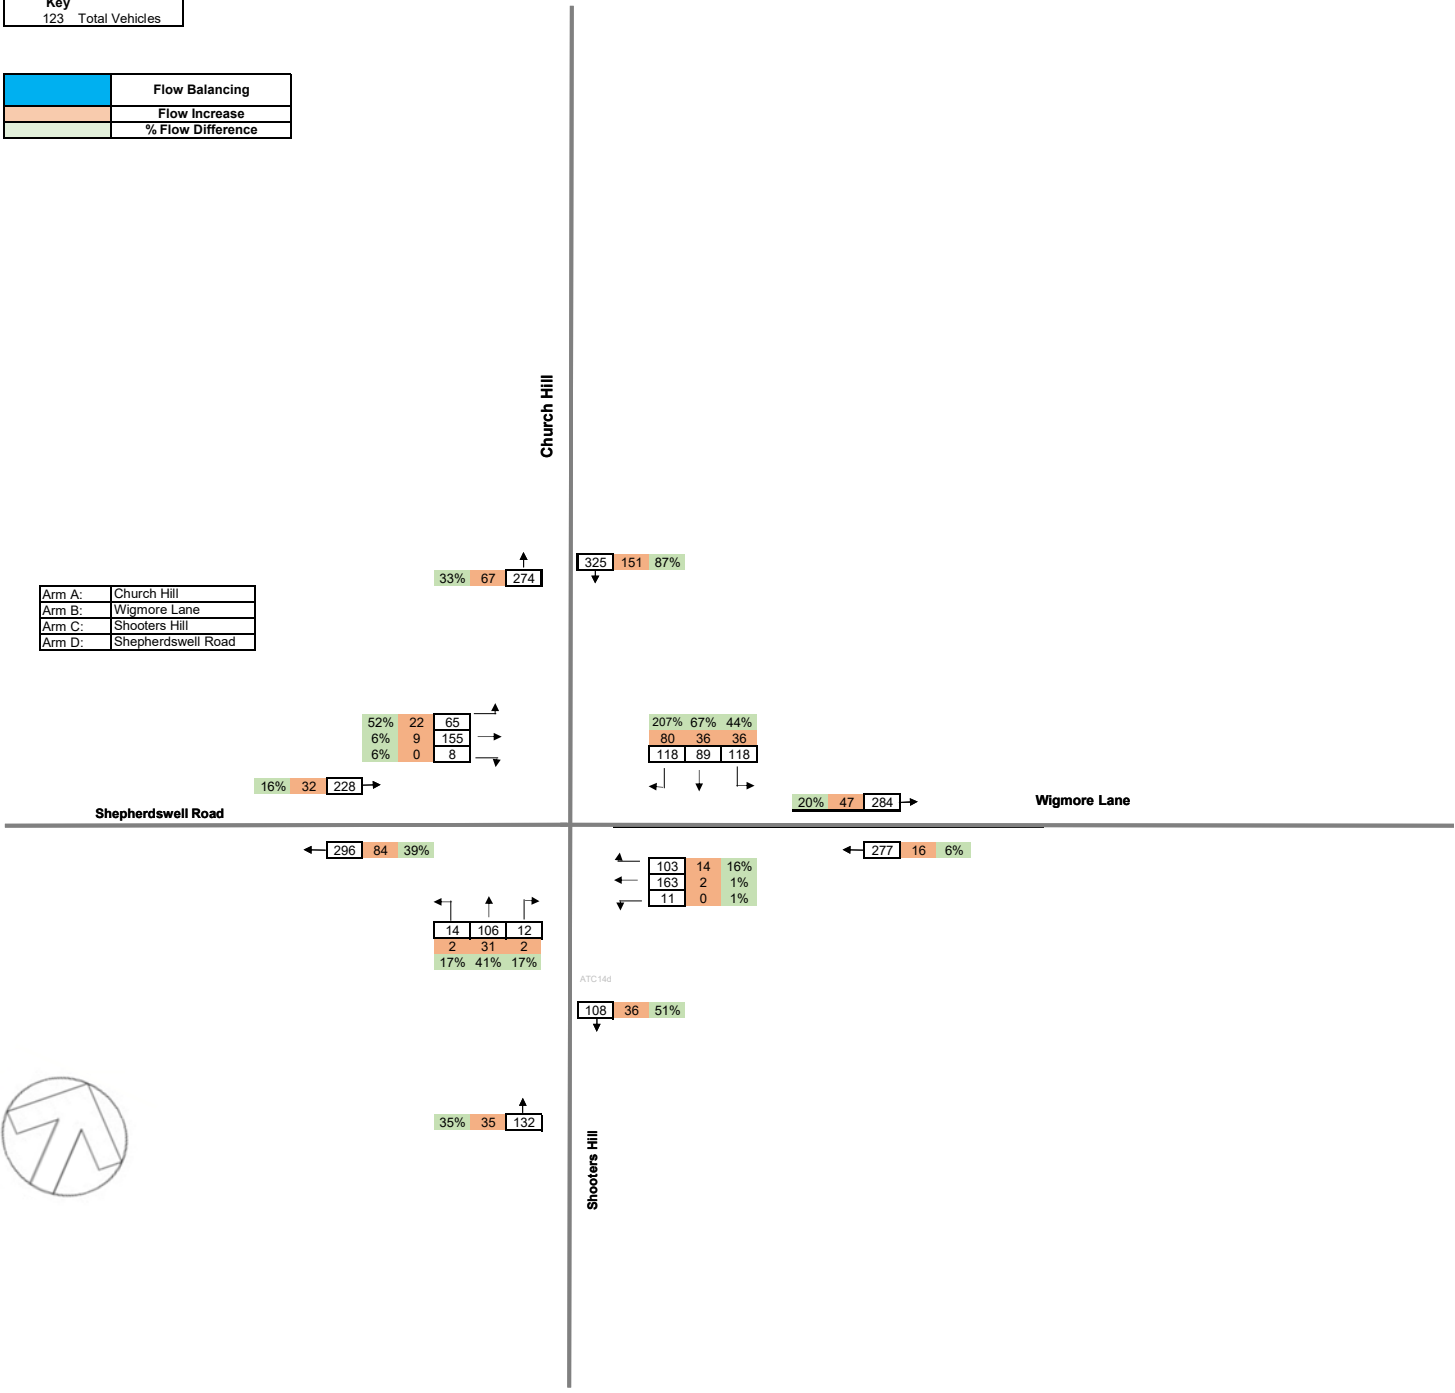 Key
123 Total Vehicles
Flow Balancing
Flow Increase
% Flow Difference
Church Hill
325 151 87%
33% 67 274
Arm A: Church Hill
Arm B: Wigmore Lane
Arm C: Shooters Hill
Arm D: Shepherdswell Road
52% 22 65
6% 9 155
6% 0 8
207% 67% 44%
80 36 36
118 89 118
16% 32 228
20% 47 284
Wigmore Lane
Shepherdswell Road
296 84 39%
277 16 6%
103 14 16%
163 2 1%
11 0 1%
14 106 12
2 31 2
17% 41% 17%
ATC14d
108 36 51%
35% 35 132
Shooters Hill